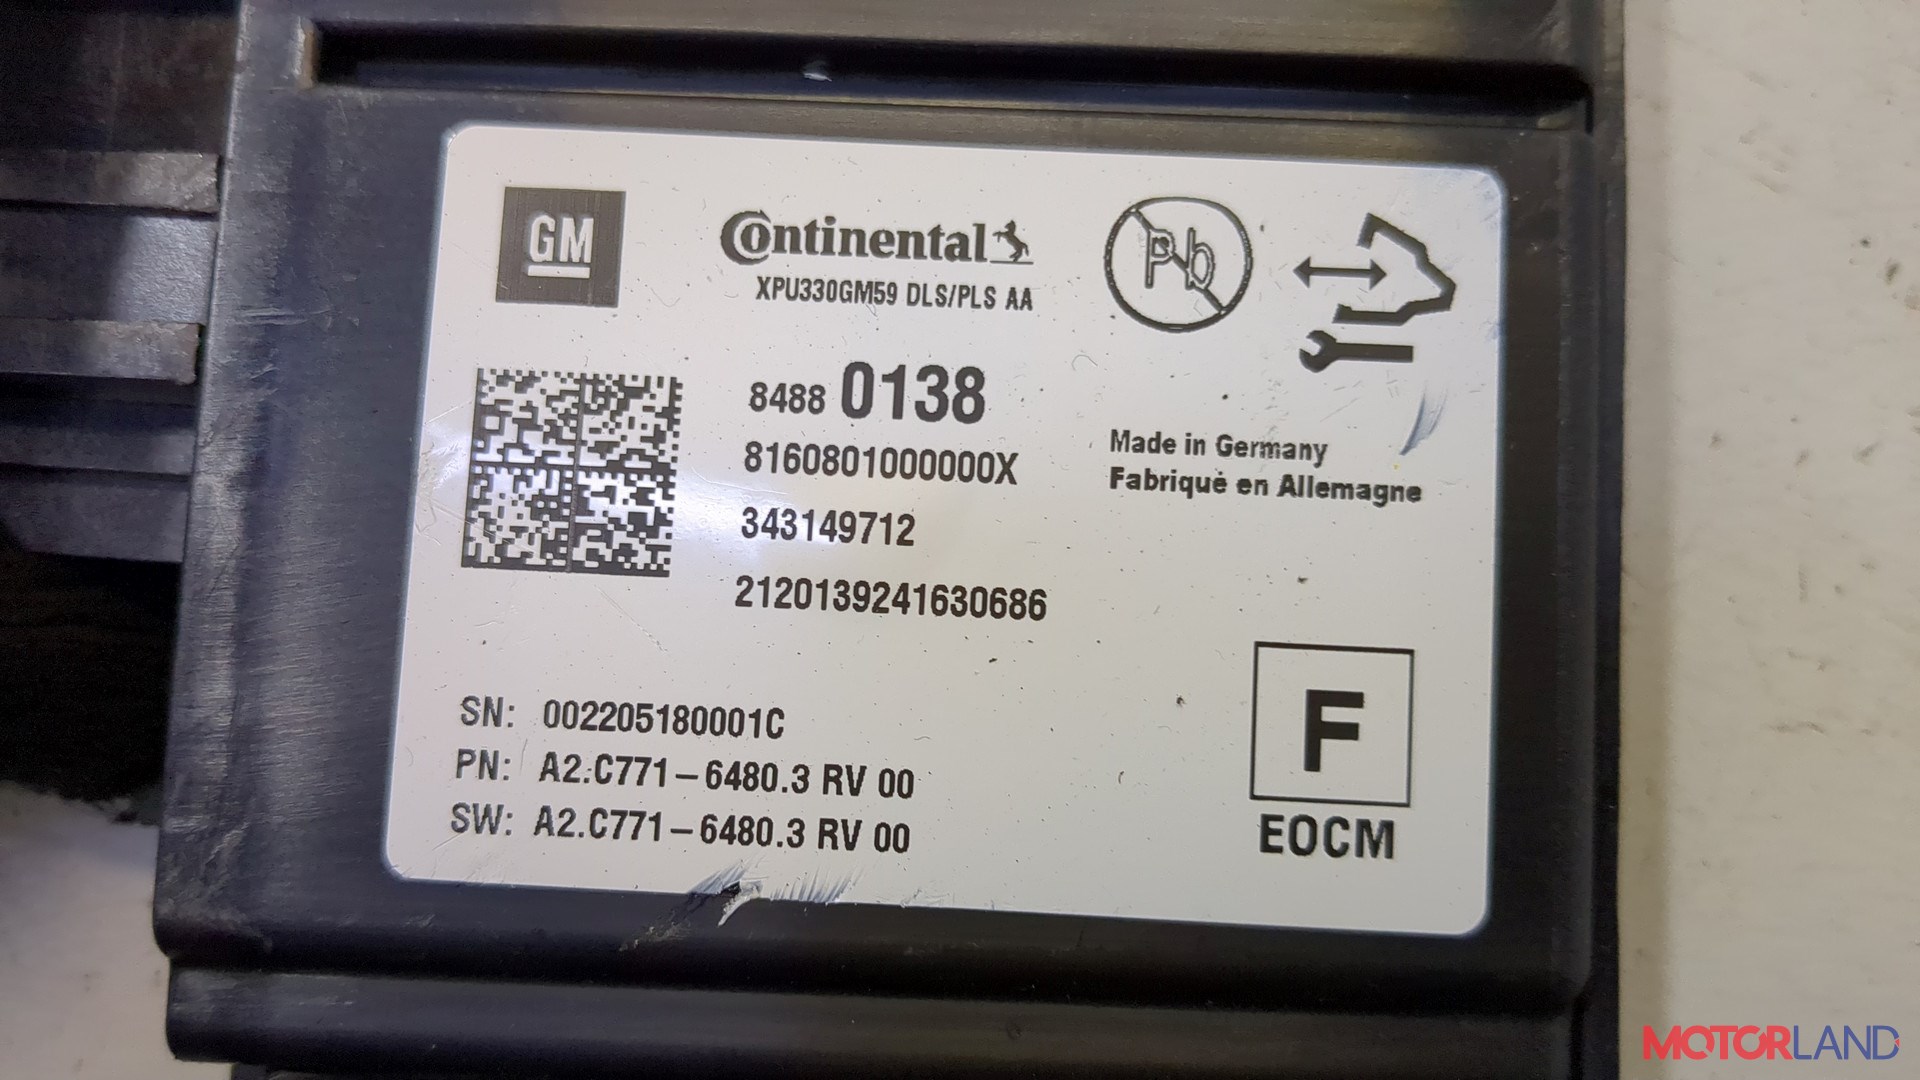 GM
Continental
XPU330GM59 DLS/PLS AA
Pb
8488 0138
8160801000000X
343149712
2120139241630686
Made in Germany
Fabriqué en Allemagne
SN: 002205180001C
PN: A2.C771-6480.3 RV 00
SW: A2.C771-6480.3 RV 00
F
EOCM
MOTORLAND